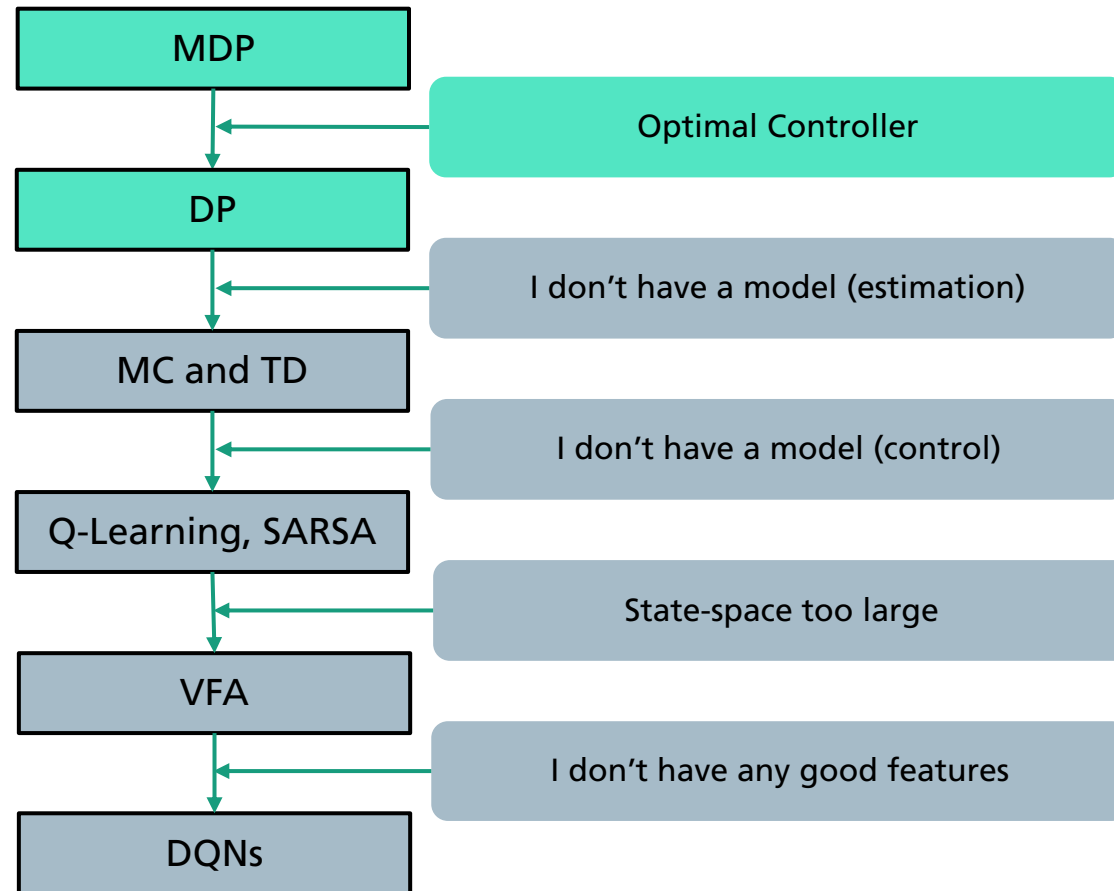 MDP
Optimal Controller
DP
I don’t have a model (estimation)
MC and TD
I don’t have a model (control)
Q-Learning, SARSA
State-space too large
VFA
I don’t have any good features
DQNs